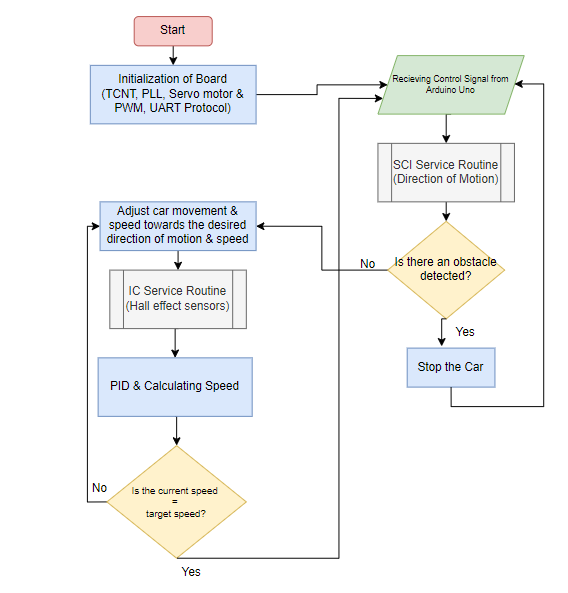 Start
Initialization of Board
(TCNT, PLL, Servo motor &
PWM, UART Protocol)
Recieving Control Signal from
Arduino Uno
SCI Service Routine
(Direction of Motion)
Is there an obstacle
detected?
No
Yes
Stop the Car
Adjust car movement &
speed towards the desired
direction of motion & speed
IC Service Routine
(Hall effect sensors)
PID & Calculating Speed
Is the current speed
=
target speed?
No
Yes